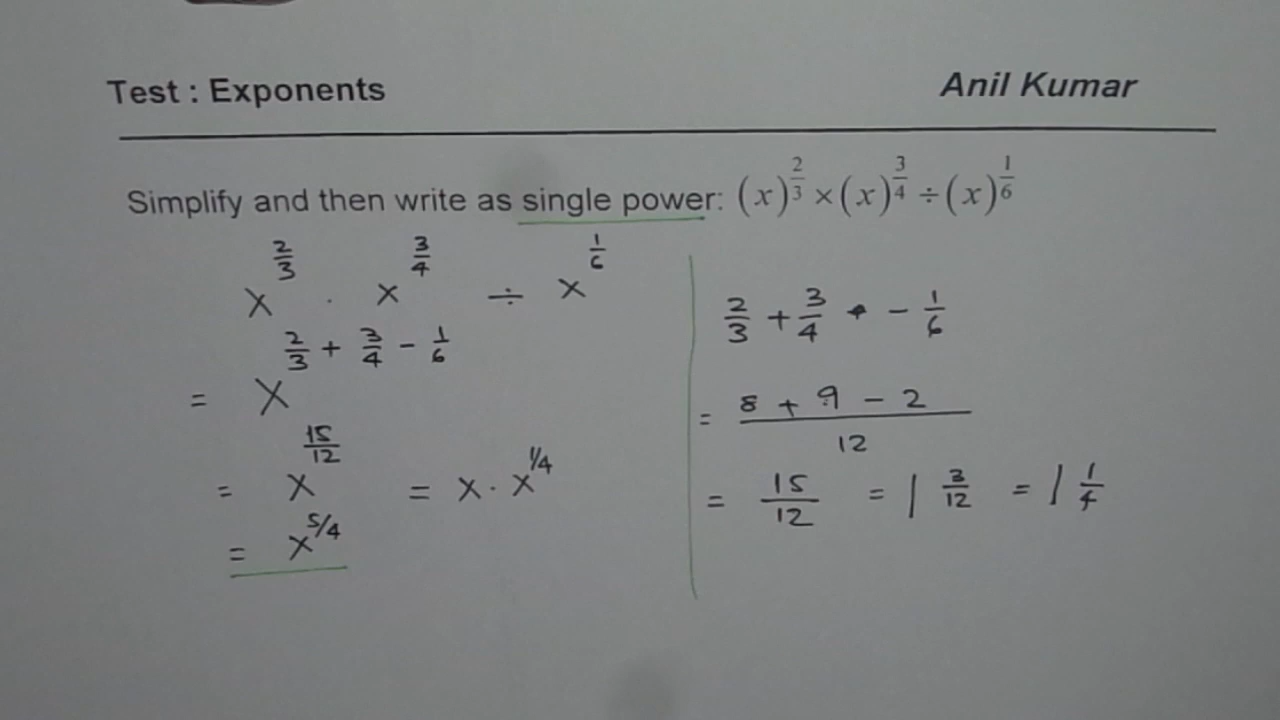 Test : Exponents Anil Kumar
Simplify and then write as single power: (x)^(2/3) × (x)^(3/4) ÷ (x)^(1/6)
x^(2/3) · x^(3/4) ÷ x^(1/6)
= x^(2/3 + 3/4 - 1/6)
= x^(15/12) = x · x^(1/4)
= x^(5/4)
2/3 + 3/4 - 1/6
= (8 + 9 - 2)/12
= 15/12 = 1 3/12 = 1 1/4